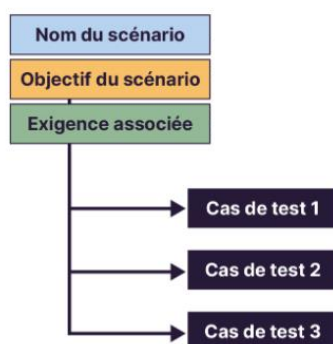 Nom du scénario
Objectif du scénario
Exigence associée
Cas de test 1
Cas de test 2
Cas de test 3